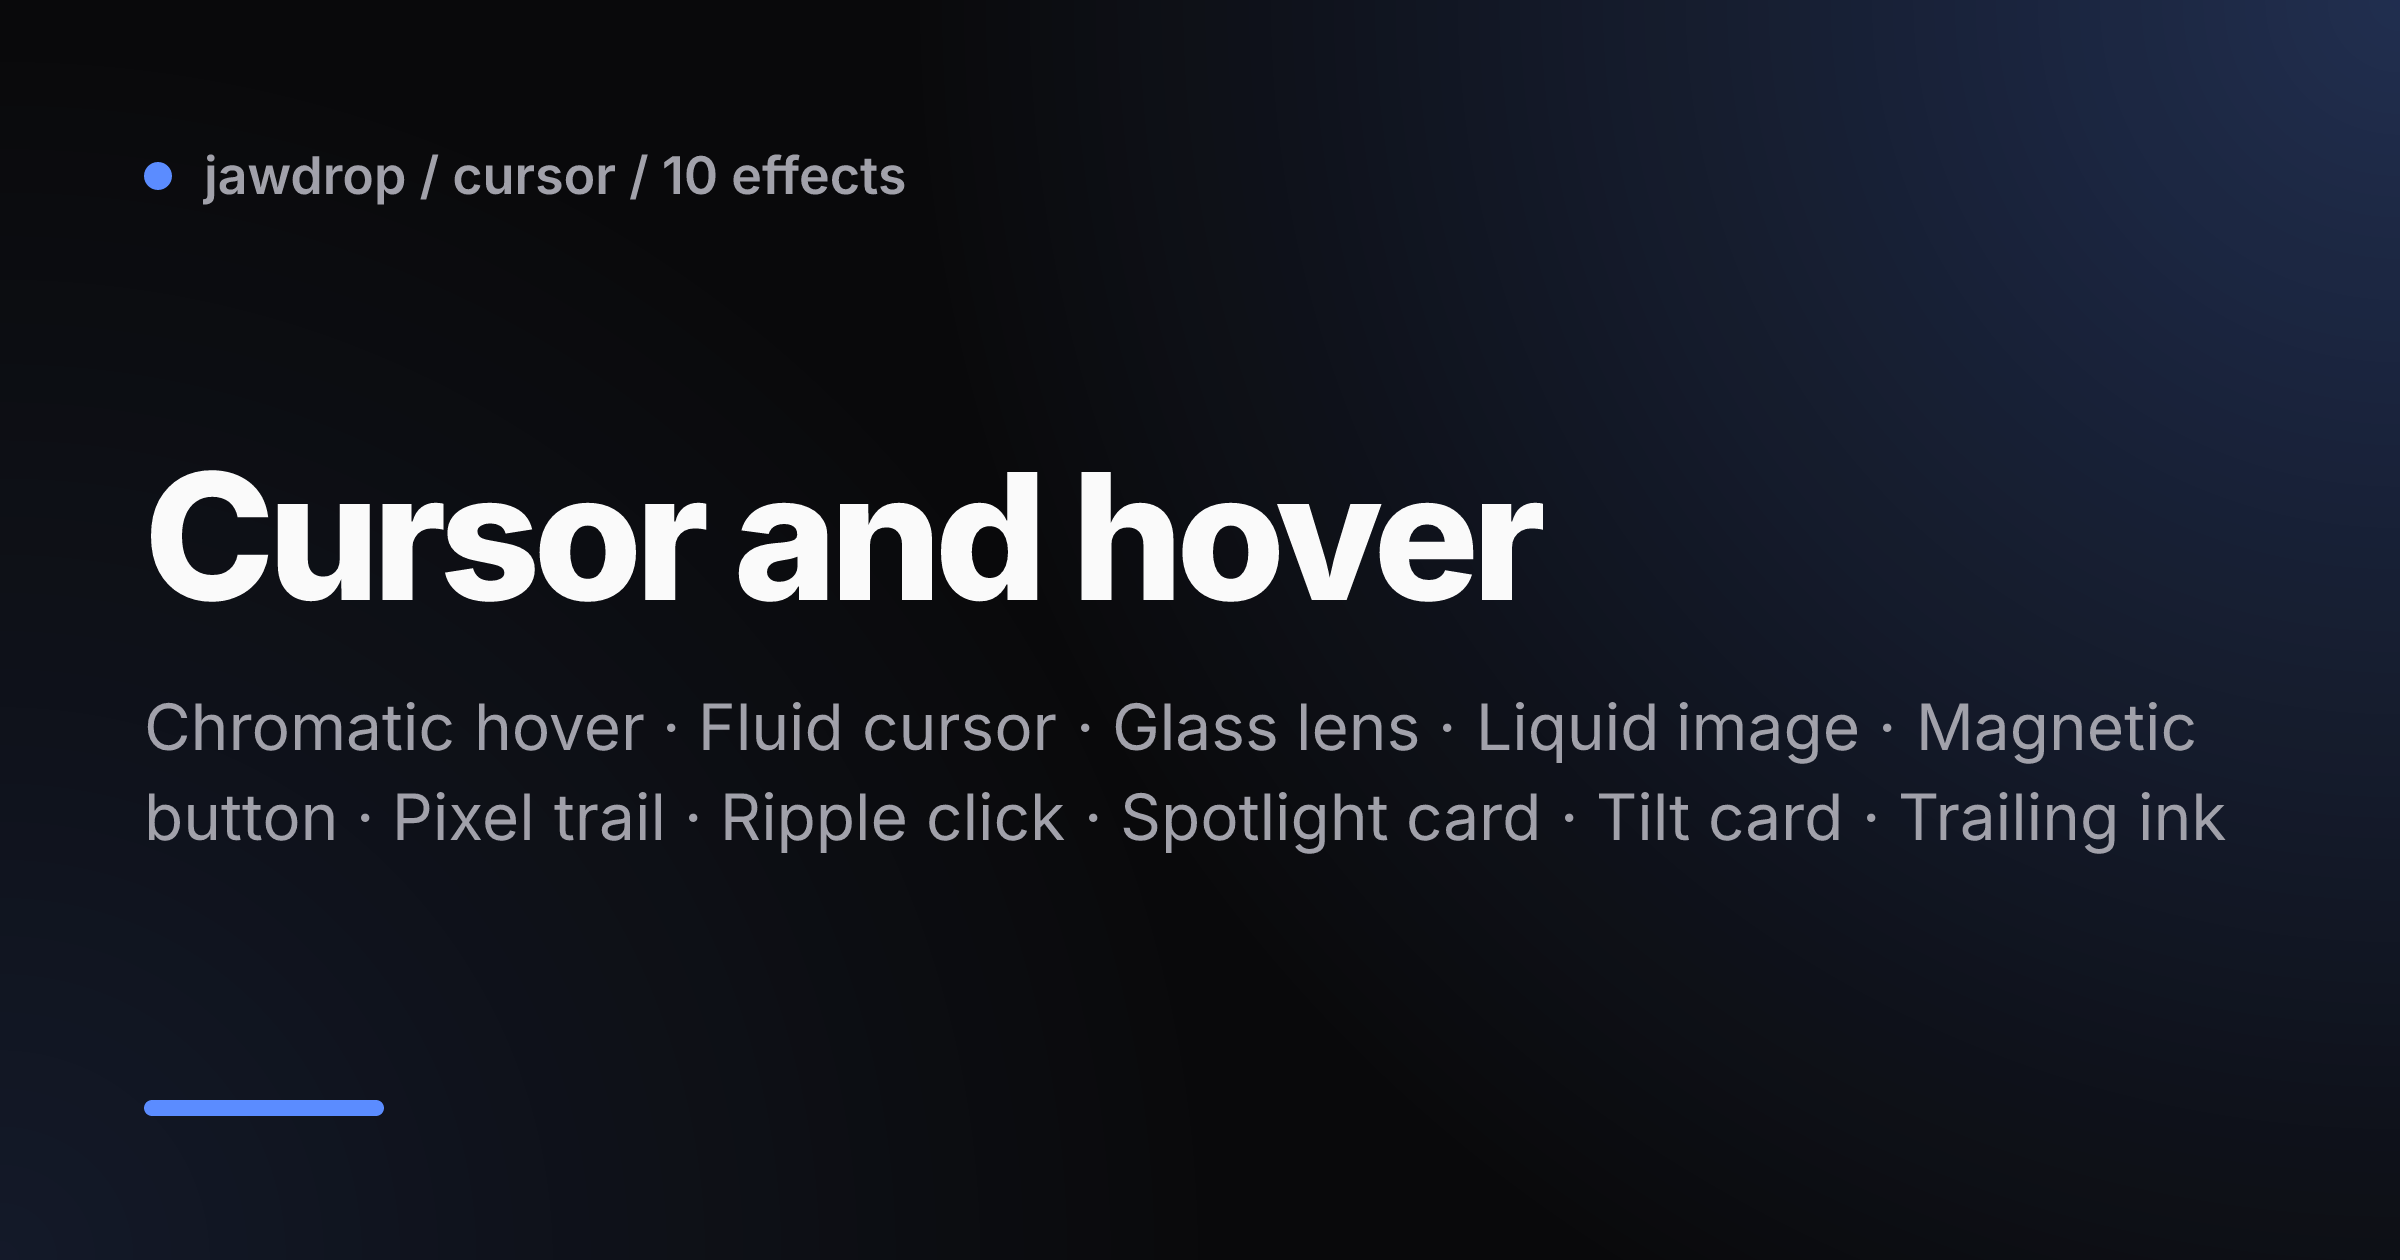 jawdrop / cursor / 10 effects
Cursor and hover
Chromatic hover · Fluid cursor · Glass lens · Liquid image · Magnetic
button · Pixel trail · Ripple click · Spotlight card · Tilt card · Trailing ink